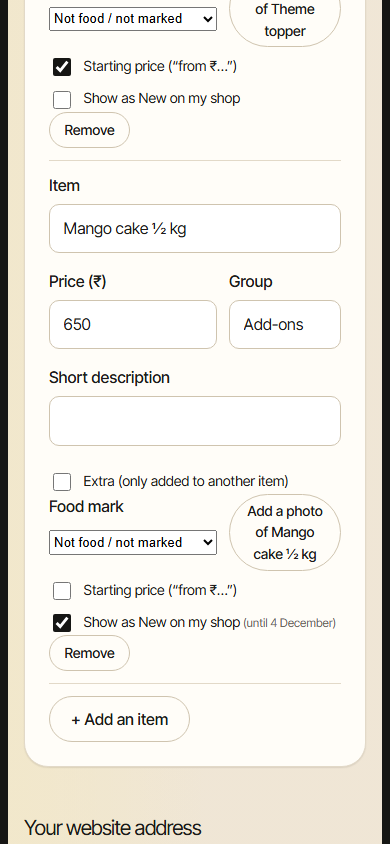 Not food / not marked
of Theme
topper
Starting price (“from ₹…”)
Show as New on my shop
Remove
Item
Mango cake ½ kg
Price (₹)
Group
650
Add-ons
Short description
Extra (only added to another item)
Food mark
Add a photo
of Mango
cake ½ kg
Not food / not marked
Starting price (“from ₹…”)
Show as New on my shop (until 4 December)
Remove
+ Add an item
Your website address